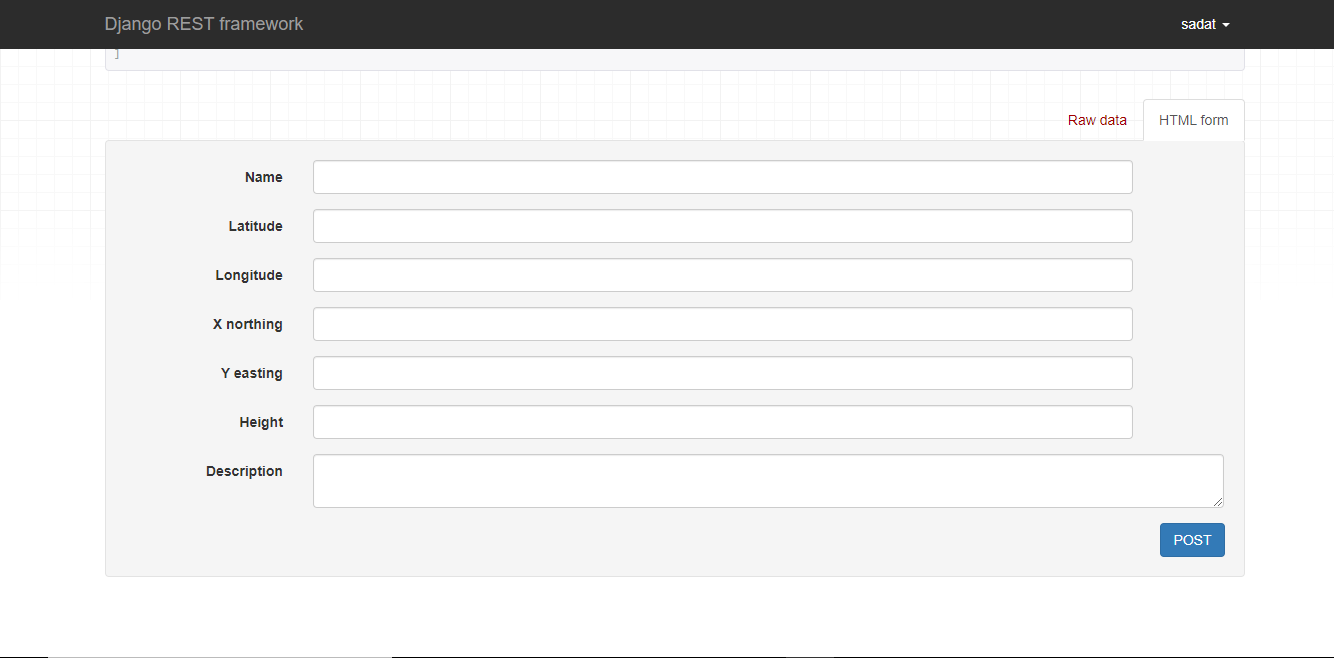 Django REST framework
sadat
]
Raw data
HTML form
Name
Latitude
Longitude
X northing
Y easting
Height
Description
POST